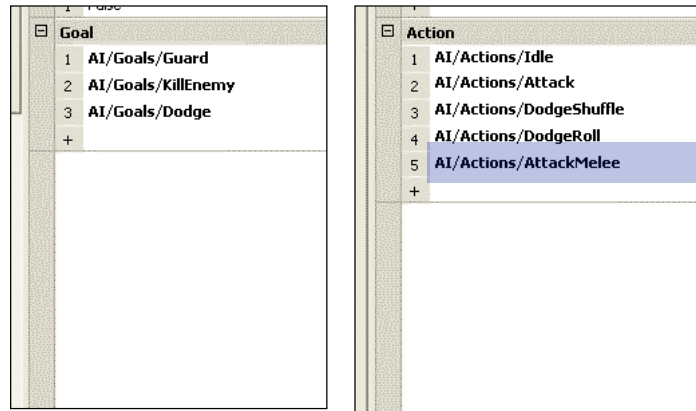 Goal
1 AI/Goals/Guard
2 AI/Goals/KillEnemy
3 AI/Goals/Dodge
+
Action
1 AI/Actions/Idle
2 AI/Actions/Attack
3 AI/Actions/DodgeShuffle
4 AI/Actions/DodgeRoll
5 AI/Actions/AttackMelee
+